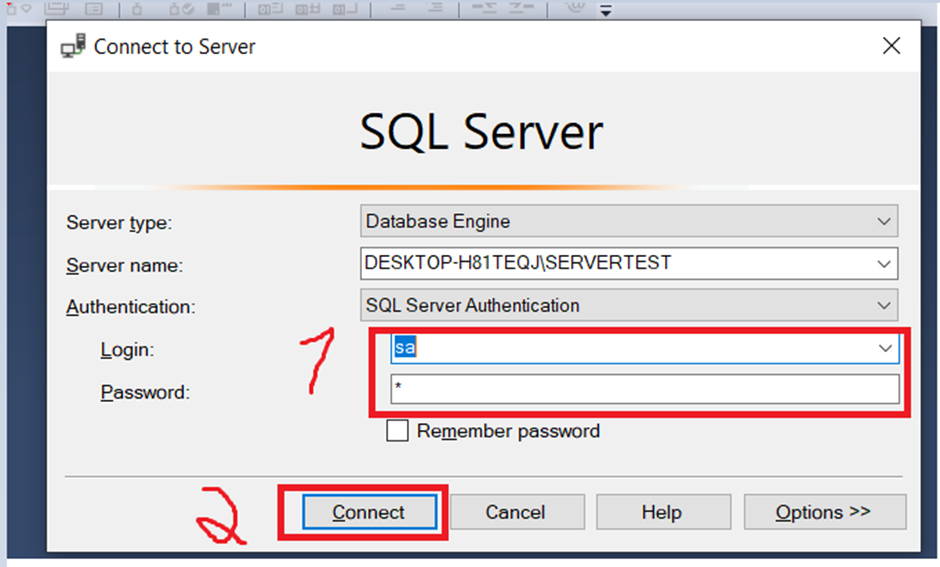 Connect to Server
SQL Server
Server type: Database Engine
Server name: DESKTOP-H81TEQJ\SERVERTEST
Authentication: SQL Server Authentication
1
Login: sa
Password: *
Remember password
2
Connect Cancel Help Options >>